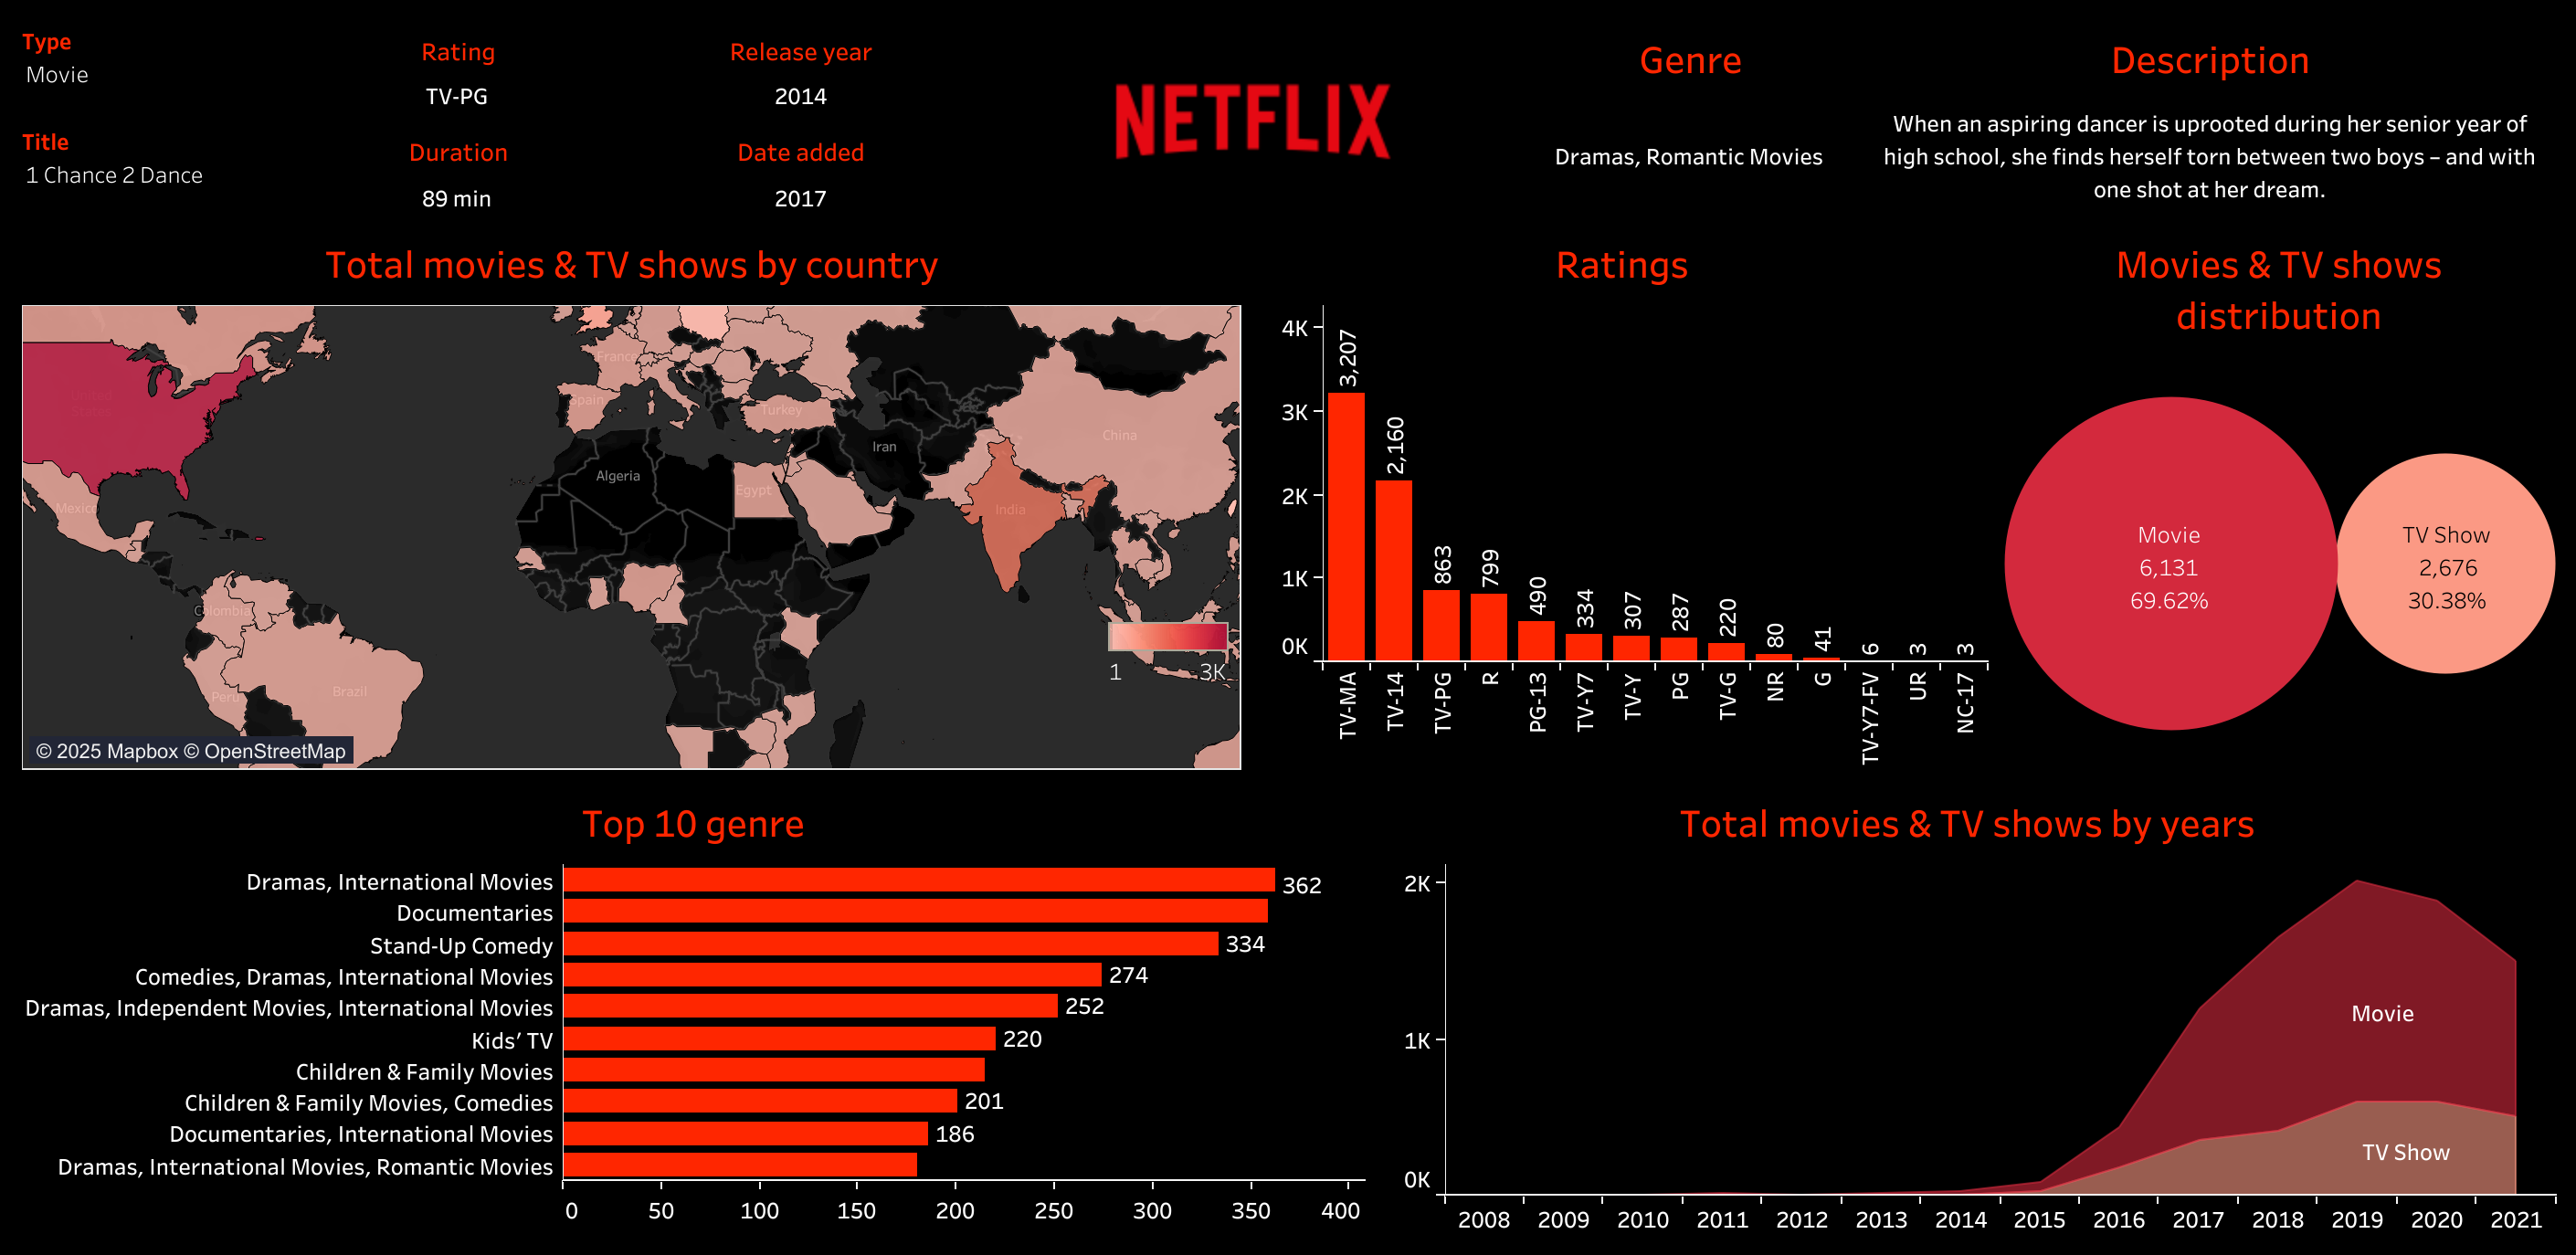 Type
Movie
Title
1 Chance 2 Dance
Rating
TV-PG
Duration
89 min
Release year
2014
Date added
2017
NETFLIX
Genre
Dramas, Romantic Movies
Description
When an aspiring dancer is uprooted during her senior year of
high school, she finds herself torn between two boys – and with
one shot at her dream.
Total movies & TV shows by country
United
States
Mexico
Colombia
Peru
Brazil
France
Spain
Turkey
Algeria
Egypt
Iran
India
China
1
3K
© 2025 Mapbox © OpenStreetMap
Ratings
4K
3K
2K
1K
0K
3,207
2,160
863
799
490
334
307
287
220
80
41
6
3
3
TV-MA
TV-14
TV-PG
R
PG-13
TV-Y7
TV-Y
PG
TV-G
NR
G
TV-Y7-FV
UR
NC-17
Movies & TV shows
distribution
Movie
6,131
69.62%
TV Show
2,676
30.38%
Top 10 genre
Dramas, International Movies
362
Documentaries
Stand-Up Comedy
334
Comedies, Dramas, International Movies
274
Dramas, Independent Movies, International Movies
252
Kids’ TV
220
Children & Family Movies
Children & Family Movies, Comedies
201
Documentaries, International Movies
186
Dramas, International Movies, Romantic Movies
0 50 100 150 200 250 300 350 400
Total movies & TV shows by years
2K
1K
0K
Movie
TV Show
2008 2009 2010 2011 2012 2013 2014 2015 2016 2017 2018 2019 2020 2021